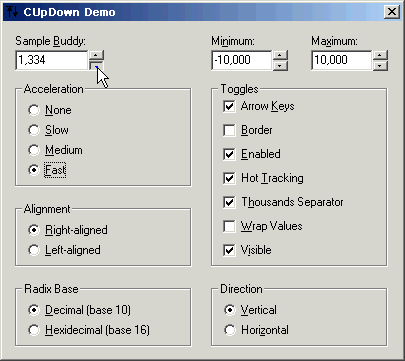 CUpDown Demo
Sample Buddy: Minimum: Maximum:
1,334 -10,000 10,000
Acceleration
None
Slow
Medium
Fast
Toggles
Arrow Keys
Border
Enabled
Hot Tracking
Thousands Separator
Wrap Values
Visible
Alignment
Right-aligned
Left-aligned
Radix Base
Decimal (base 10)
Hexidecimal (base 16)
Direction
Vertical
Horizontal